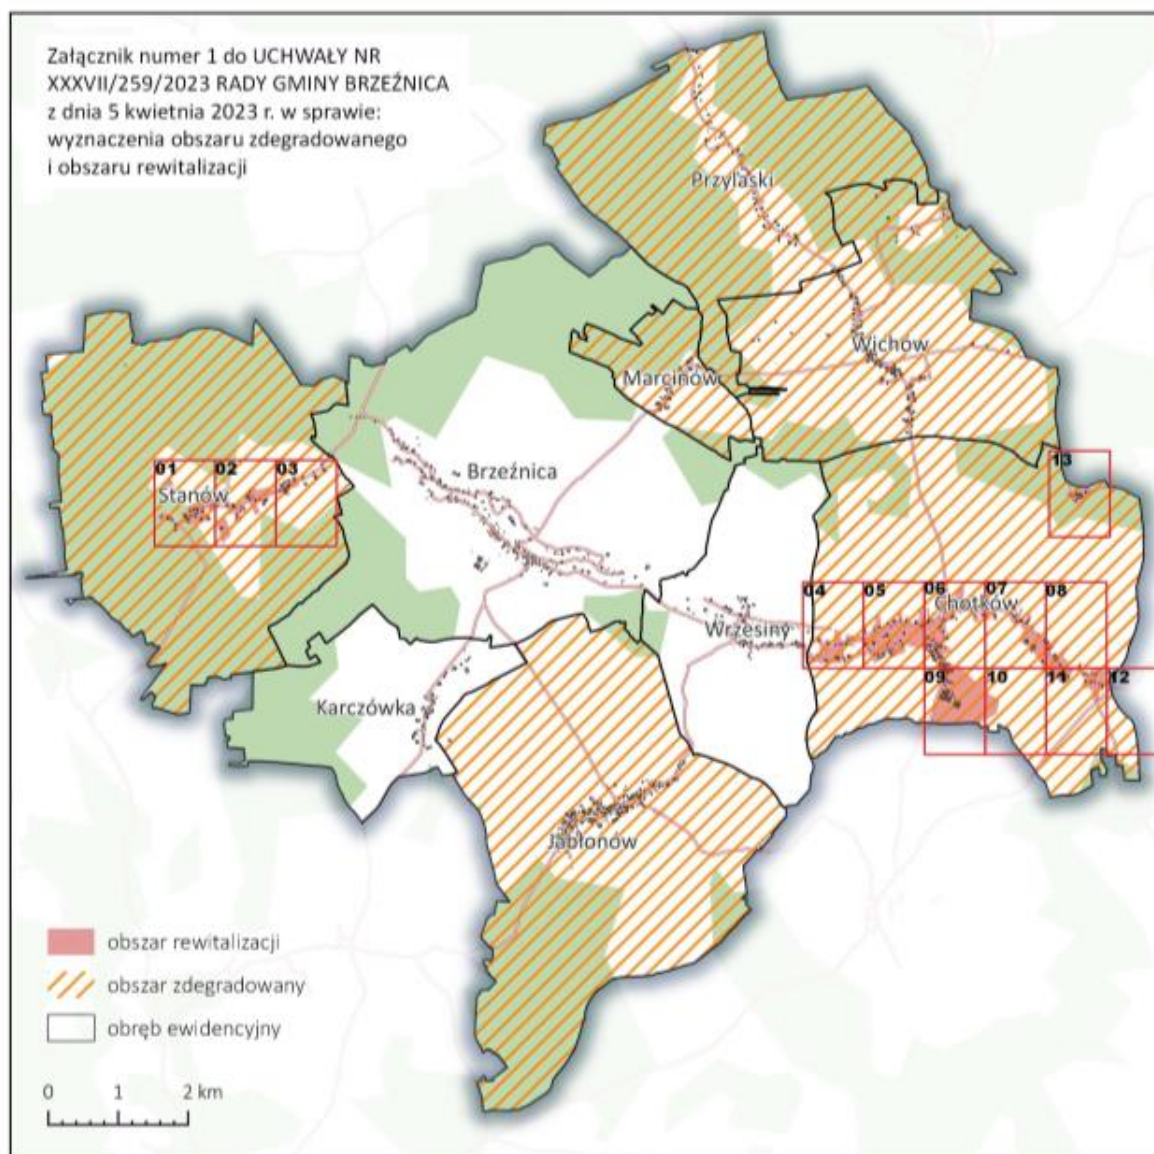 Załącznik numer 1 do UCHWAŁY NR
XXXVII/259/2023 RADY GMINY BRZEŹNICA
z dnia 5 kwietnia 2023 r. w sprawie:
wyznaczenia obszaru zdegradowanego
i obszaru rewitalizacji
Przylaski
Wichów
Marcinów
Brzeźnica
13
01 02 03
Stanów
04 05 06 07 08
Chotków
Wrzesiny
09 10 11 12
Karczówka
Jabłonów
obszar rewitalizacji
obszar zdegradowany
obręb ewidencyjny
0 1 2 km